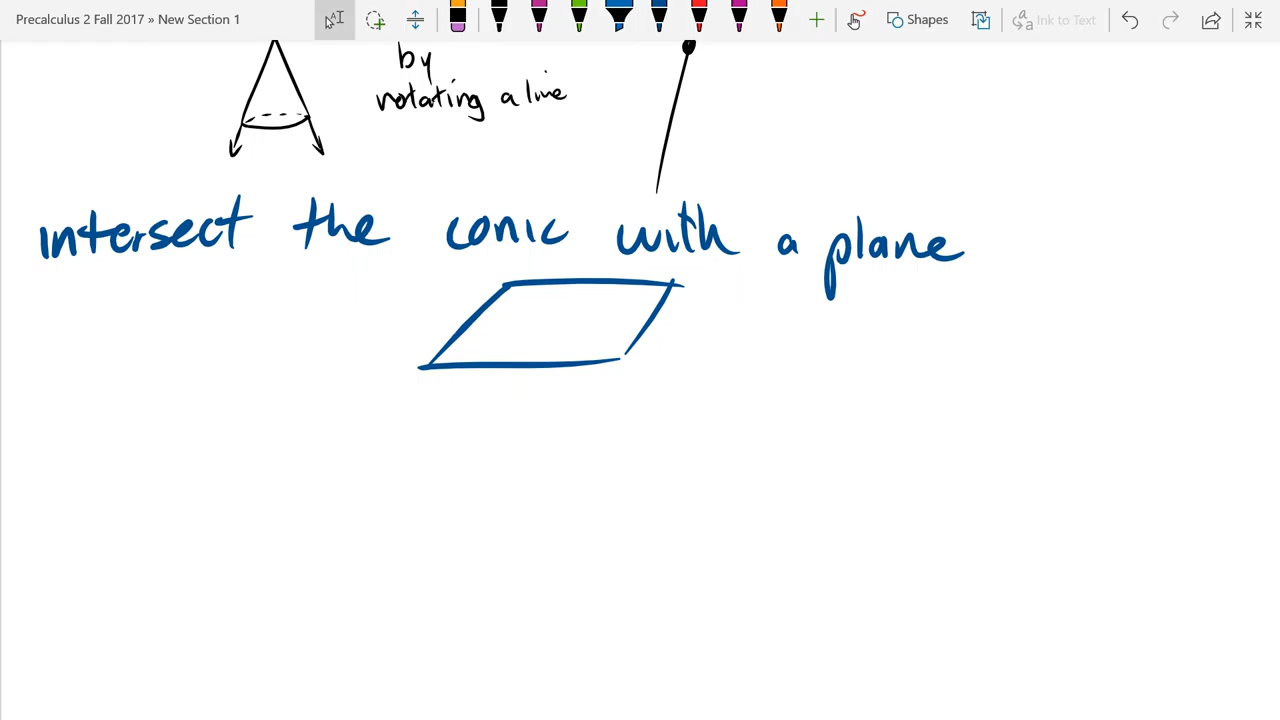 Precalculus 2 Fall 2017 » New Section 1
Shapes
Ink to Text
by
rotating a line
intersect the conic with a plane